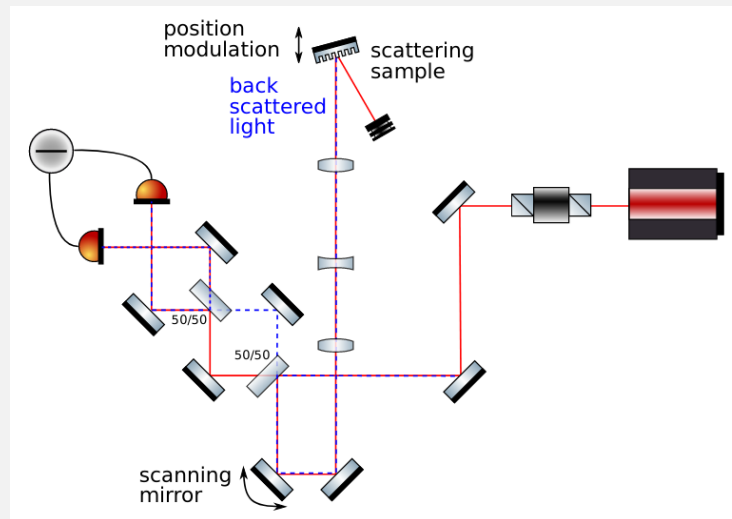 position
modulation
scattering
sample
back
scattered
light
50/50
50/50
scanning
mirror